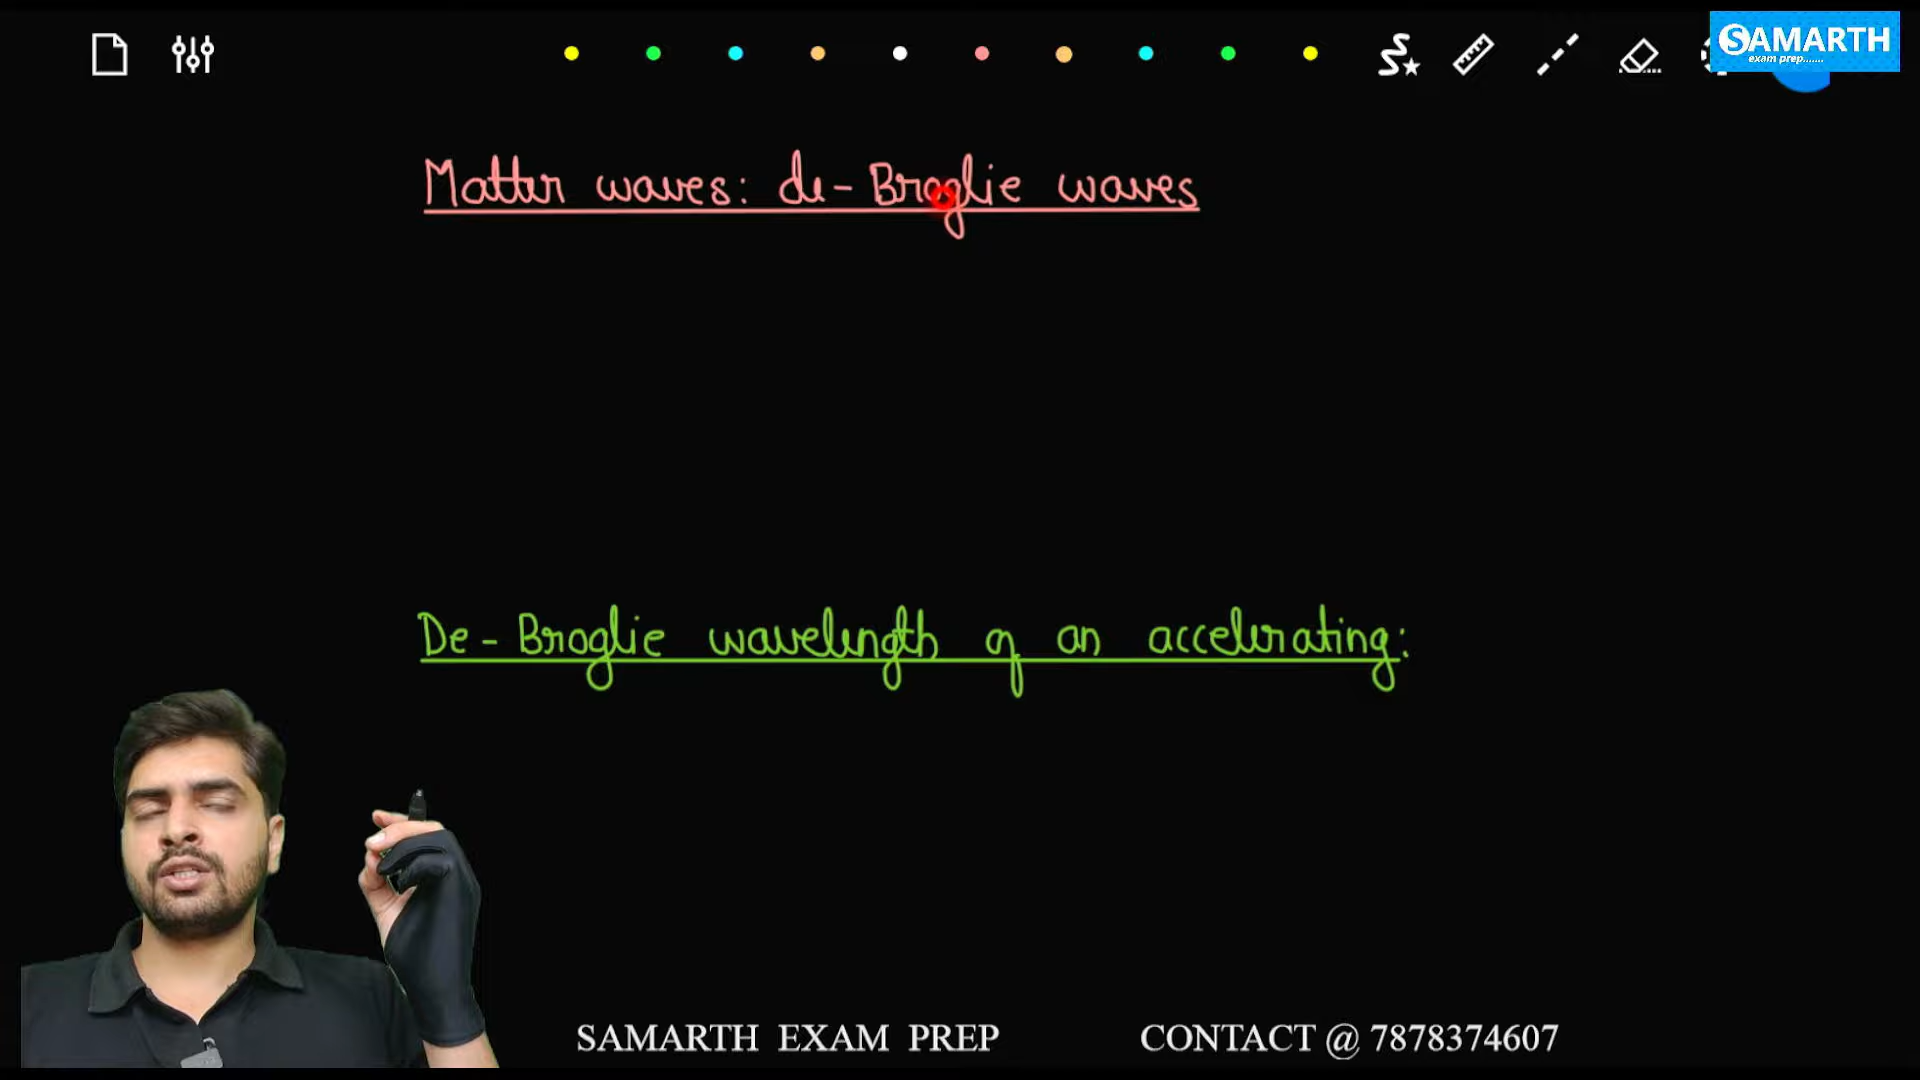 SAMARTH
exam prep.......
Matter waves: de-Broglie waves
De-Broglie wavelength of an accelerating:
SAMARTH EXAM PREP CONTACT @ 7878374607